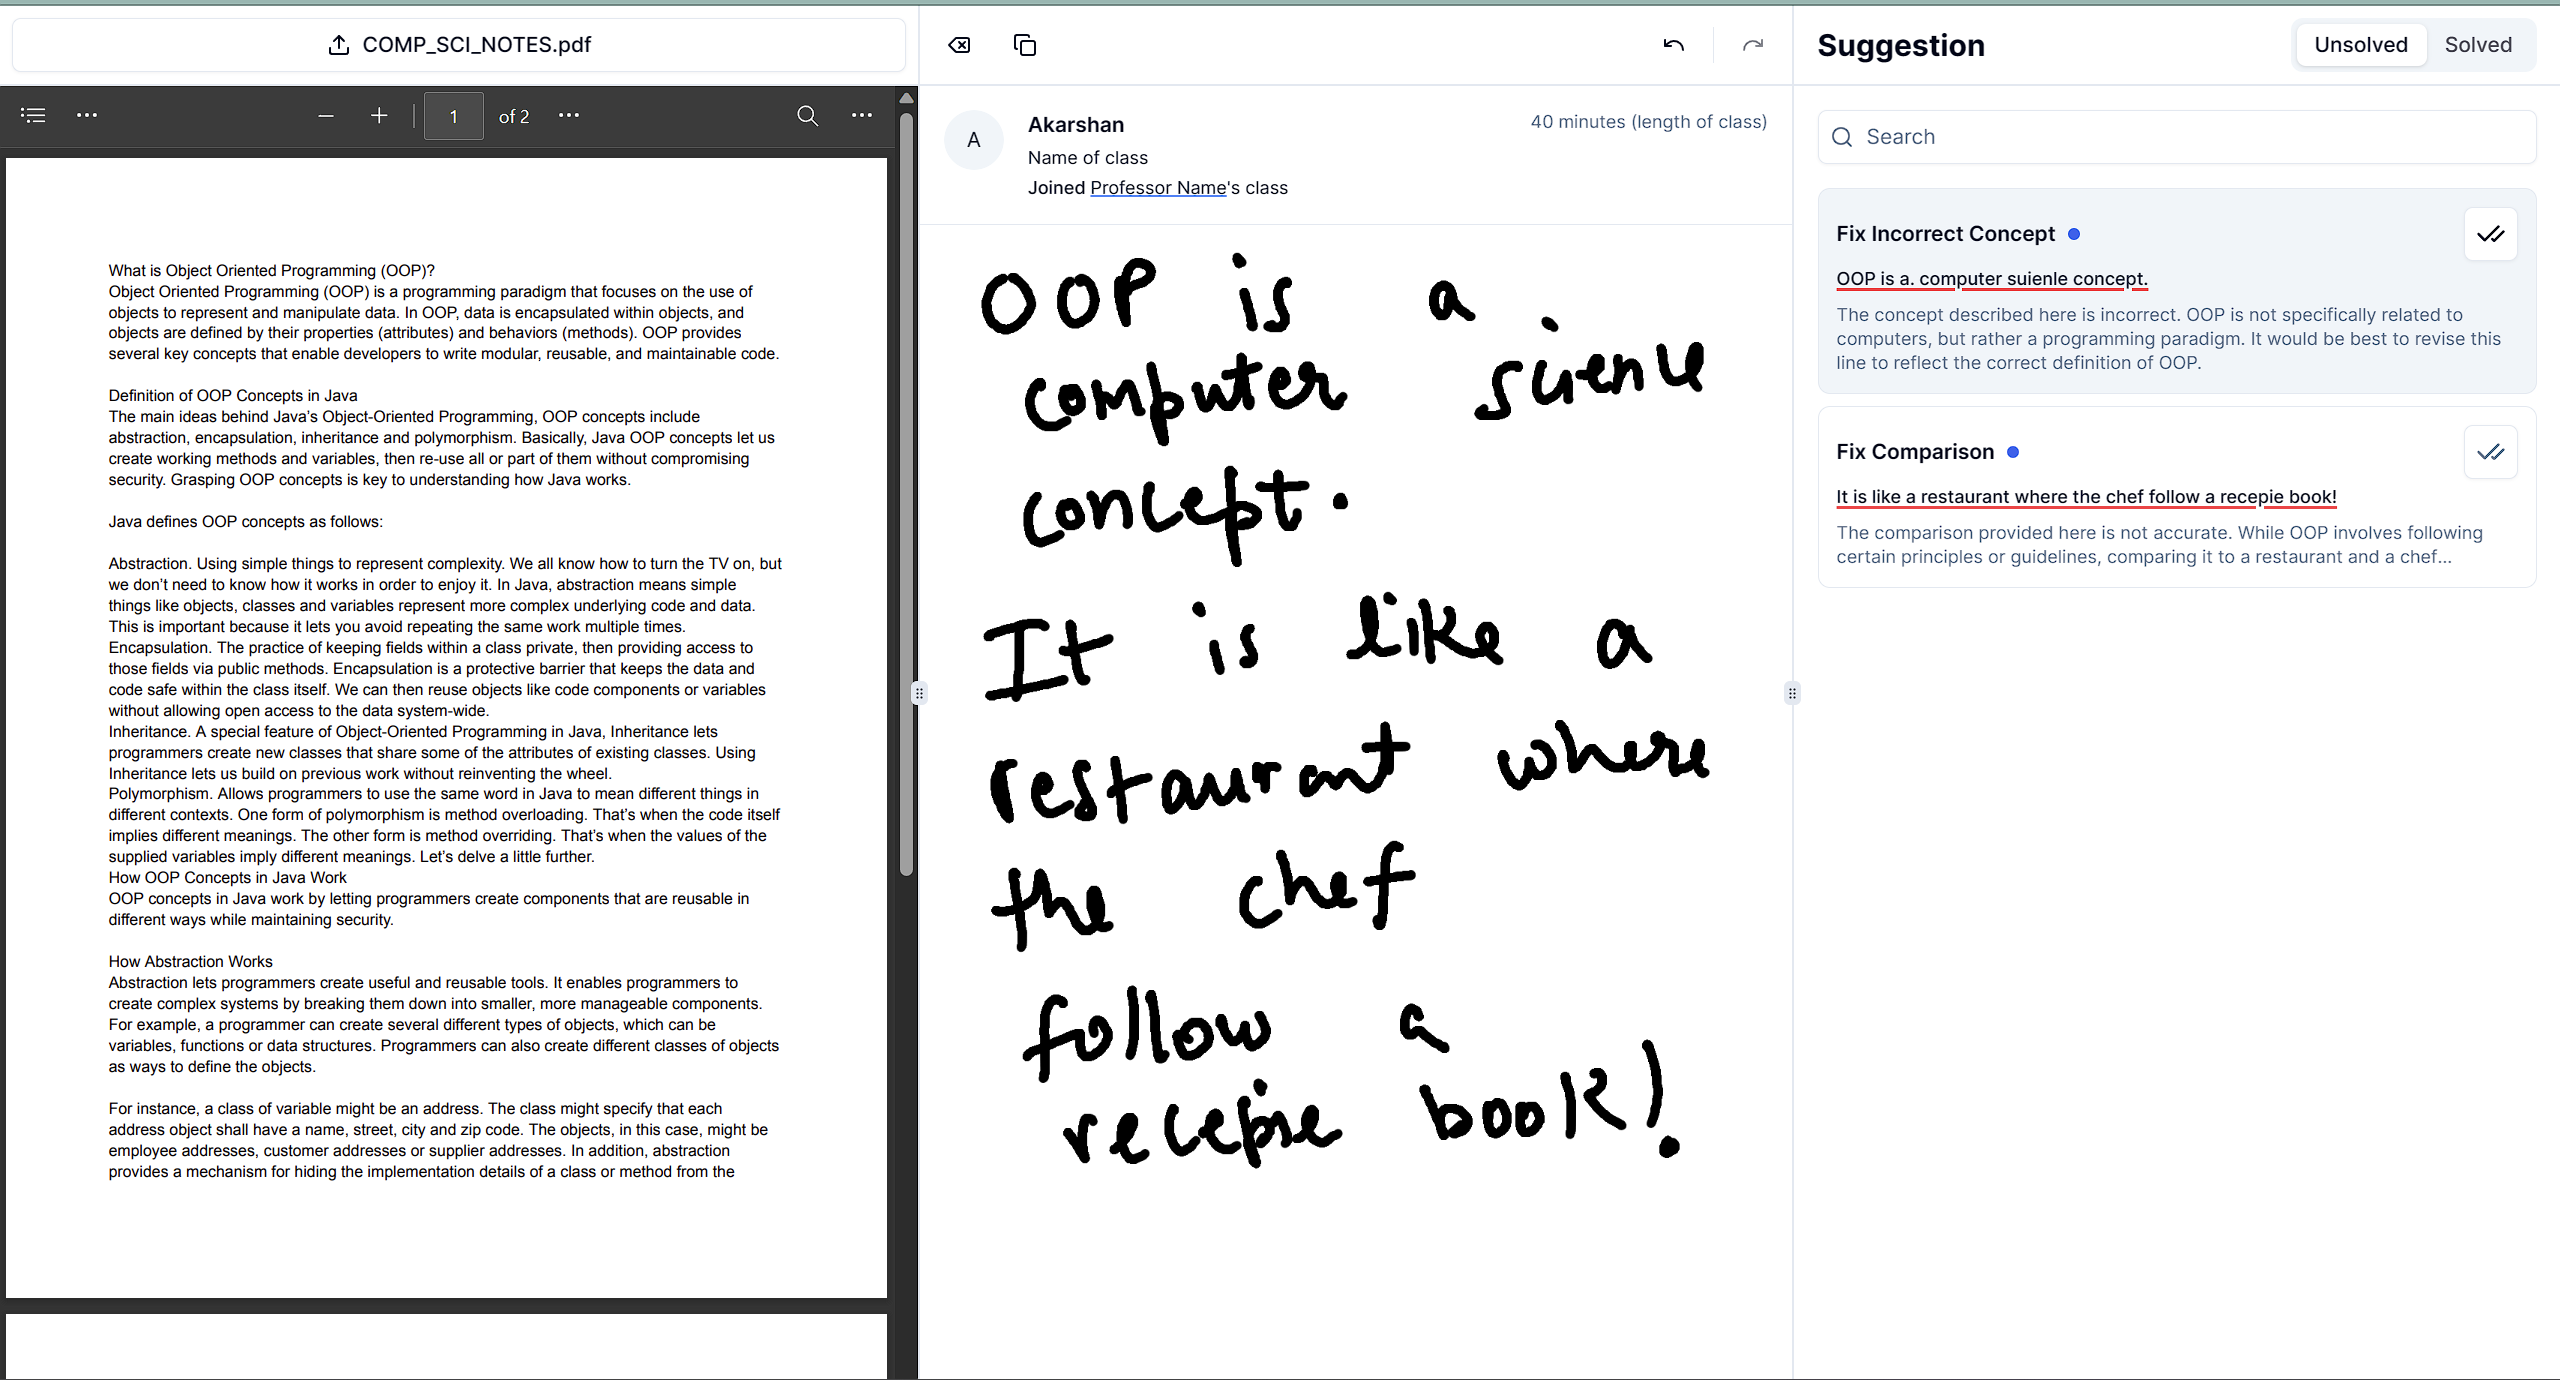 COMP_SCI_NOTES.pdf
1 of 2
What is Object Oriented Programming (OOP)?
Object Oriented Programming (OOP) is a programming paradigm that focuses on the use of
objects to represent and manipulate data. In OOP, data is encapsulated within objects, and
objects are defined by their properties (attributes) and behaviors (methods). OOP provides
several key concepts that enable developers to write modular, reusable, and maintainable code.
Definition of OOP Concepts in Java
The main ideas behind Java's Object-Oriented Programming, OOP concepts include
abstraction, encapsulation, inheritance and polymorphism. Basically, Java OOP concepts let us
create working methods and variables, then re-use all or part of them without compromising
security. Grasping OOP concepts is key to understanding how Java works.
Java defines OOP concepts as follows:
Abstraction. Using simple things to represent complexity. We all know how to turn the TV on, but
we don't need to know how it works in order to enjoy it. In Java, abstraction means simple
things like objects, classes and variables represent more complex underlying code and data.
This is important because it lets you avoid repeating the same work multiple times.
Encapsulation. The practice of keeping fields within a class private, then providing access to
those fields via public methods. Encapsulation is a protective barrier that keeps the data and
code safe within the class itself. We can then reuse objects like code components or variables
without allowing open access to the data system-wide.
Inheritance. A special feature of Object-Oriented Programming in Java, Inheritance lets
programmers create new classes that share some of the attributes of existing classes. Using
Inheritance lets us build on previous work without reinventing the wheel.
Polymorphism. Allows programmers to use the same word in Java to mean different things in
different contexts. One form of polymorphism is method overloading. That's when the code itself
implies different meanings. The other form is method overriding. That's when the values of the
supplied variables imply different meanings. Let's delve a little further.
How OOP Concepts in Java Work
OOP concepts in Java work by letting programmers create components that are reusable in
different ways while maintaining security.
How Abstraction Works
Abstraction lets programmers create useful and reusable tools. It enables programmers to
create complex systems by breaking them down into smaller, more manageable components.
For example, a programmer can create several different types of objects, which can be
variables, functions or data structures. Programmers can also create different classes of objects
as ways to define the objects.
For instance, a class of variable might be an address. The class might specify that each
address object shall have a name, street, city and zip code. The objects, in this case, might be
employee addresses, customer addresses or supplier addresses. In addition, abstraction
provides a mechanism for hiding the implementation details of a class or method from the
A
Akarshan
40 minutes (length of class)
Name of class
Joined Professor Name's class
OOP is a
computer science
concept.
It is like a
restaurant where
the chef
follow a
recepie book!
Suggestion
Unsolved Solved
Search
Fix Incorrect Concept
OOP is a. computer suienle concept.
The concept described here is incorrect. OOP is not specifically related to
computers, but rather a programming paradigm. It would be best to revise this
line to reflect the correct definition of OOP.
Fix Comparison
It is like a restaurant where the chef follow a recepie book!
The comparison provided here is not accurate. While OOP involves following
certain principles or guidelines, comparing it to a restaurant and a chef...